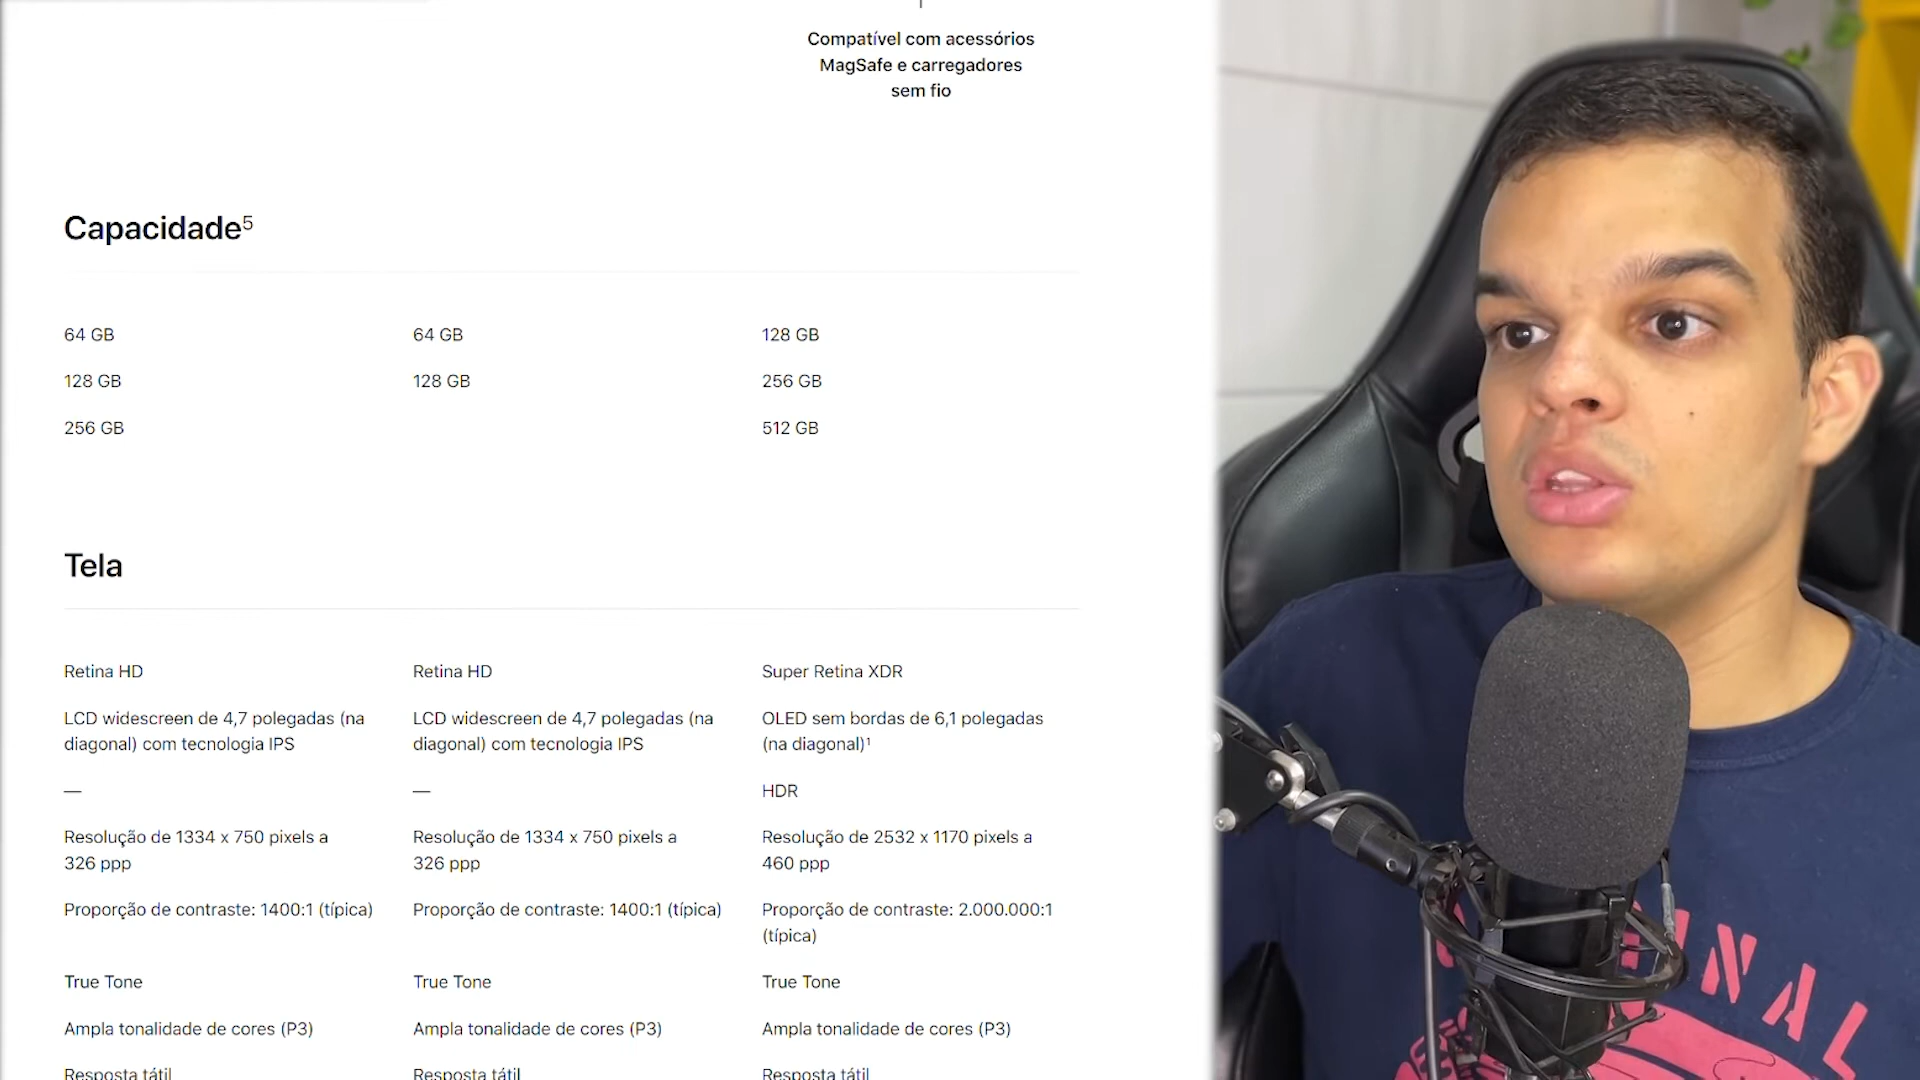 Compatível com acessórios
MagSafe e carregadores
sem fio
Capacidade⁵
64 GB
128 GB
256 GB
64 GB
128 GB
128 GB
256 GB
512 GB
Tela
Retina HD
LCD widescreen de 4,7 polegadas (na
diagonal) com tecnologia IPS
—
Resolução de 1334 x 750 pixels a
326 ppp
Proporção de contraste: 1400:1 (típica)
True Tone
Ampla tonalidade de cores (P3)
Resposta tátil
Retina HD
LCD widescreen de 4,7 polegadas (na
diagonal) com tecnologia IPS
—
Resolução de 1334 x 750 pixels a
326 ppp
Proporção de contraste: 1400:1 (típica)
True Tone
Ampla tonalidade de cores (P3)
Resposta tátil
Super Retina XDR
OLED sem bordas de 6,1 polegadas
(na diagonal)¹
HDR
Resolução de 2532 x 1170 pixels a
460 ppp
Proporção de contraste: 2.000.000:1
(típica)
True Tone
Ampla tonalidade de cores (P3)
Resposta tátil